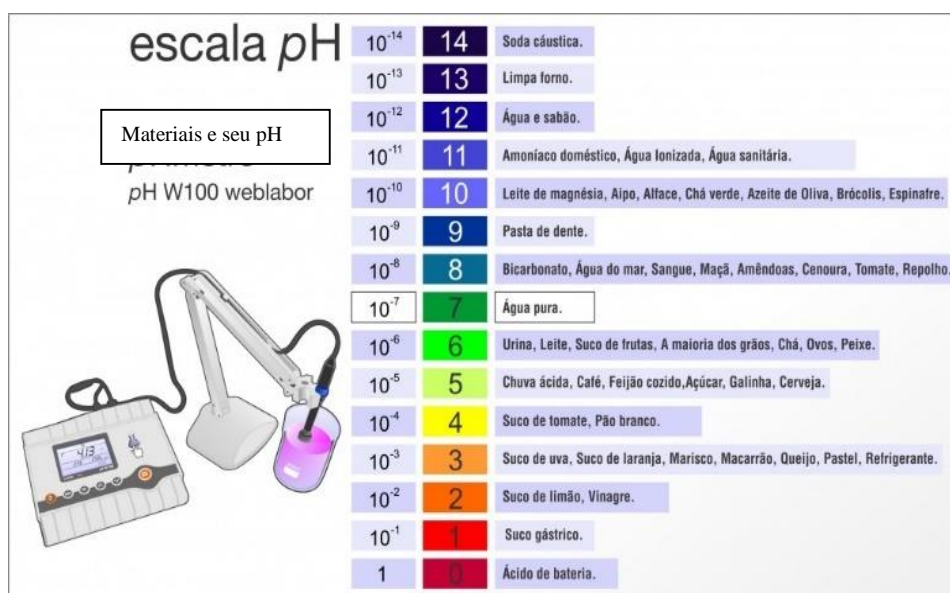 escala pH
Materiais e seu pH
pH W100 weblabor
10⁻¹⁴ 14 Soda cáustica.
10⁻¹³ 13 Limpa forno.
10⁻¹² 12 Água e sabão.
10⁻¹¹ 11 Amoníaco doméstico, Água Ionizada, Água sanitária.
10⁻¹⁰ 10 Leite de magnésia, Aipo, Alface, Chá verde, Azeite de Oliva, Brócolis, Espinafre.
10⁻⁹ 9 Pasta de dente.
10⁻⁸ 8 Bicarbonato, Água do mar, Sangue, Maçã, Amêndoas, Cenoura, Tomate, Repolho.
10⁻⁷ 7 Água pura.
10⁻⁶ 6 Urina, Leite, Suco de frutas, A maioria dos grãos, Chá, Ovos, Peixe.
10⁻⁵ 5 Chuva ácida, Café, Feijão cozido,Açúcar, Galinha, Cerveja.
10⁻⁴ 4 Suco de tomate, Pão branco.
10⁻³ 3 Suco de uva, Suco de laranja, Marisco, Macarrão, Queijo, Pastel, Refrigerante.
10⁻² 2 Suco de limão, Vinagre.
10⁻¹ 1 Suco gástrico.
1 0 Ácido de bateria.